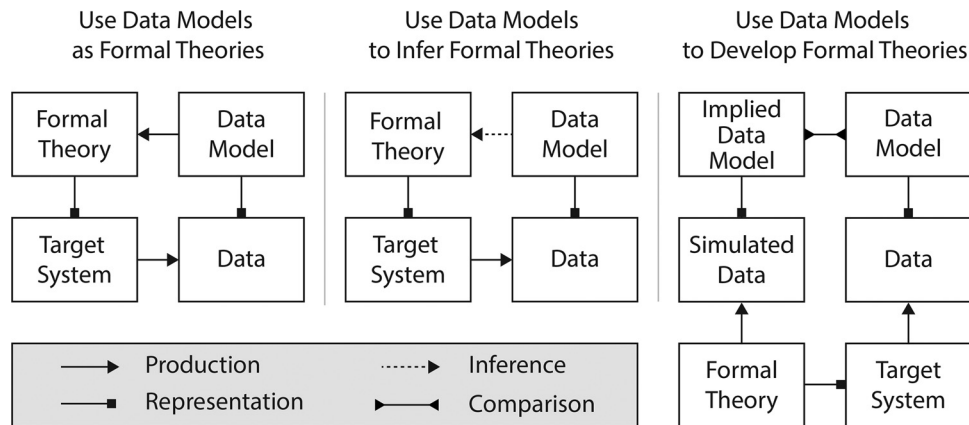 Use Data Models
as Formal Theories
Formal
Theory
Data
Model
Target
System
Data
Use Data Models
to Infer Formal Theories
Formal
Theory
Data
Model
Target
System
Data
Use Data Models
to Develop Formal Theories
Implied
Data
Model
Data
Model
Simulated
Data
Data
Formal
Theory
Target
System
Production
Inference
Representation
Comparison